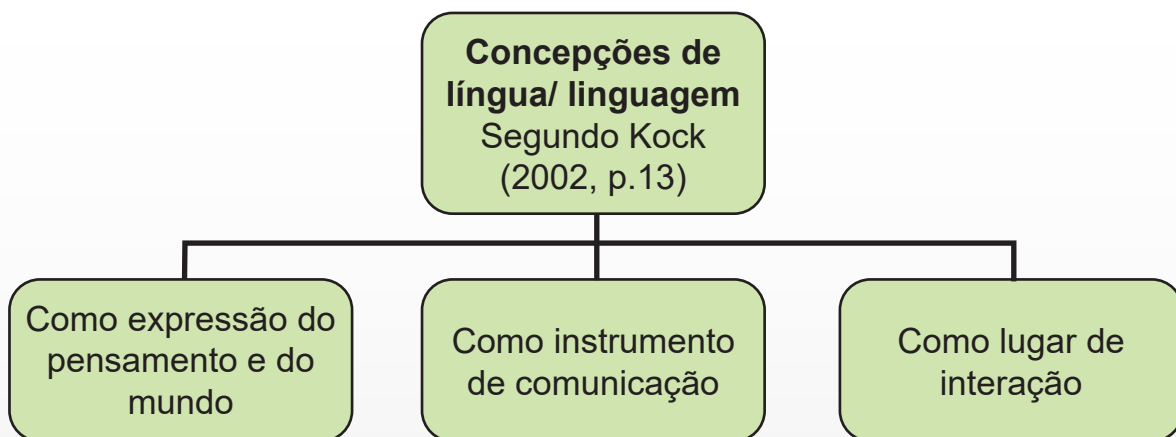 Concepções de
língua/ linguagem
Segundo Kock
(2002, p.13)
Como expressão do
pensamento e do
mundo
Como instrumento
de comunicação
Como lugar de
interação